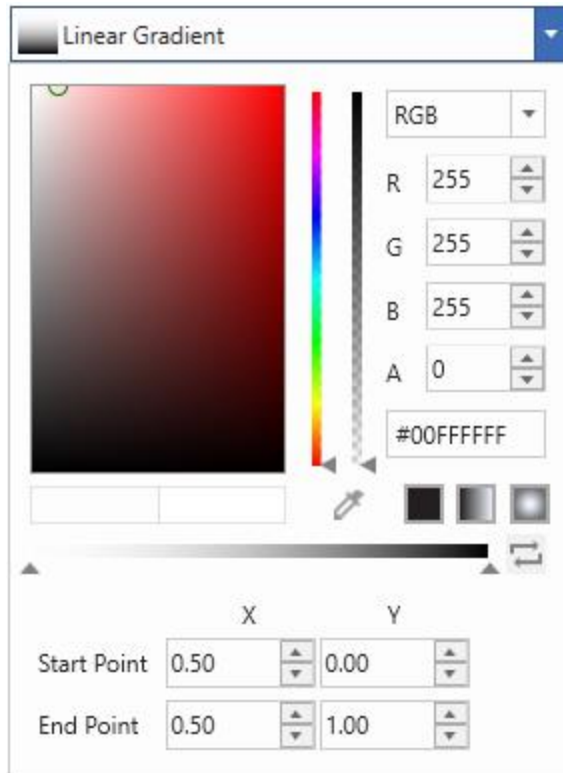 Linear Gradient
RGB
R 255
G 255
B 255
A 0
#00FFFFFF
X Y
Start Point 0.50 0.00
End Point 0.50 1.00